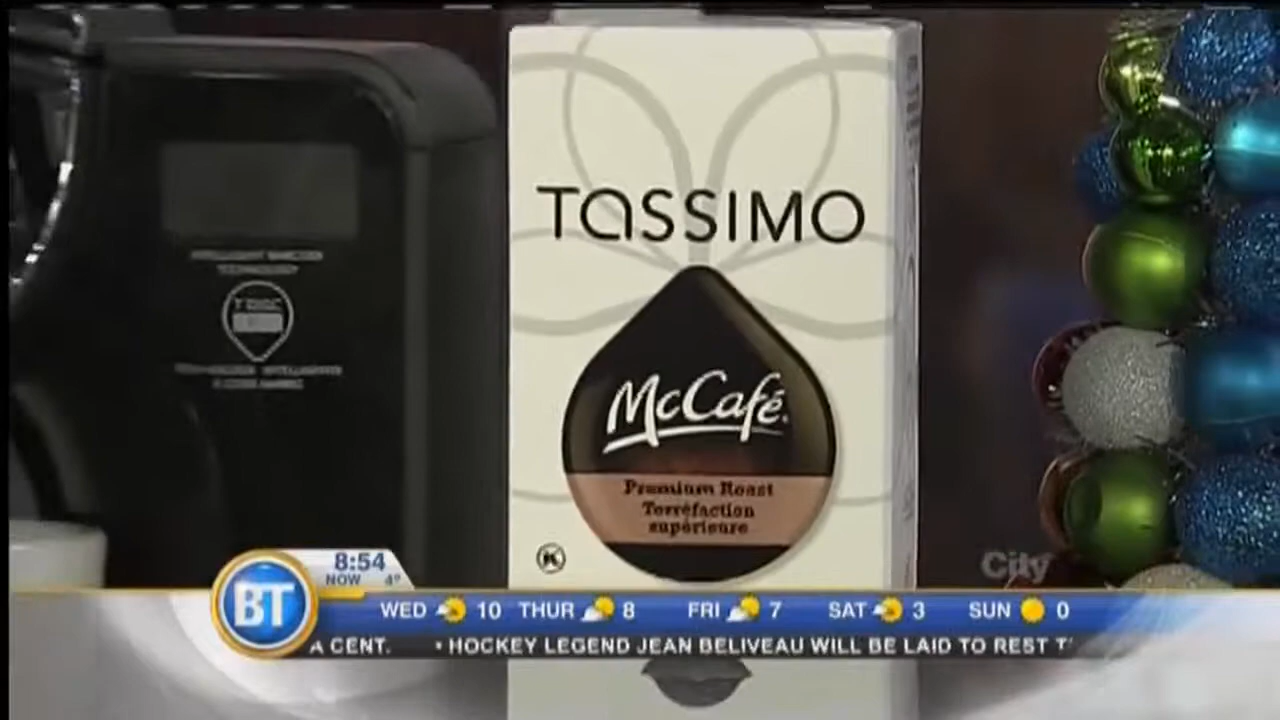 TASSIMO
T DISC
McCafé
Premium Roast
Torréfaction
supérieure
K
City
8:54
NOW 4°
BT
WED 10 THUR 8 FRI 7 SAT 3 SUN 0
A CENT. • HOCKEY LEGEND JEAN BELIVEAU WILL BE LAID TO REST